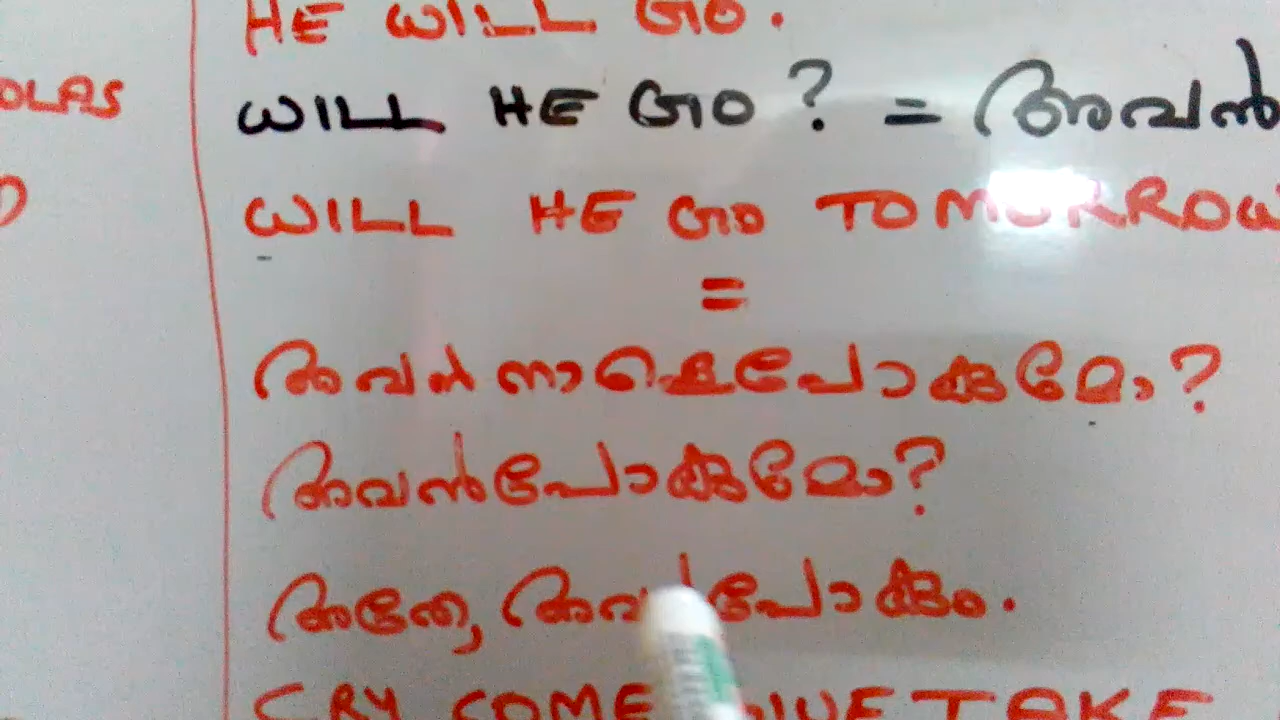 HE WILL GO.
OLAS
WILL HE GO? = അവൻ
WILL HE GO TOMORROW
=
അവൻ നാളെ പോകുമോ?
അവൻ പോകുമോ?
അതേ, അവൻ പോകും.
CRY COME GIVE TAKE